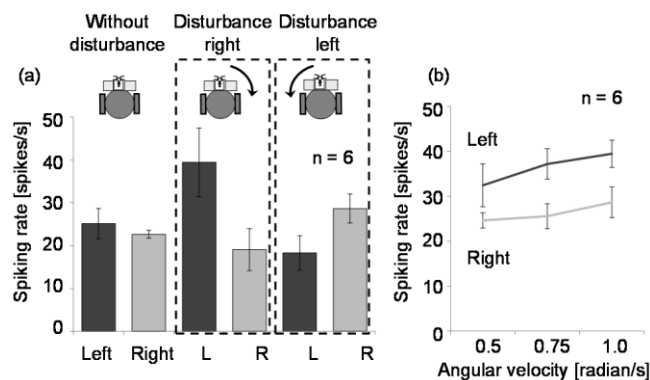 Without disturbance
Disturbance right
Disturbance left
(a)
Spiking rate [spikes/s]
50
40
30
20
10
0
n = 6
Left Right L R L R
(b)
Spiking rate [spikes/s]
50
40
30
20
10
0
n = 6
Left
Right
0.5 0.75 1.0
Angular velocity [radian/s]